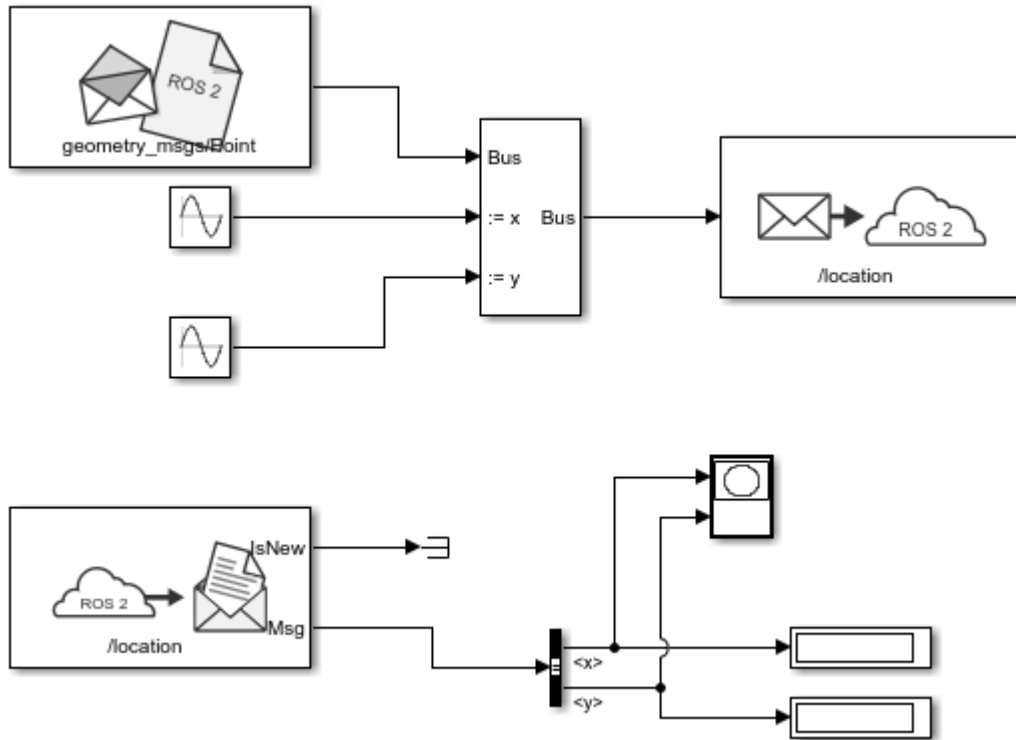 ROS 2
geometry_msgs/Point
Bus
:= x
:= y
Bus
ROS 2
/location
ROS 2
/location
IsNew
Msg
<x>
<y>